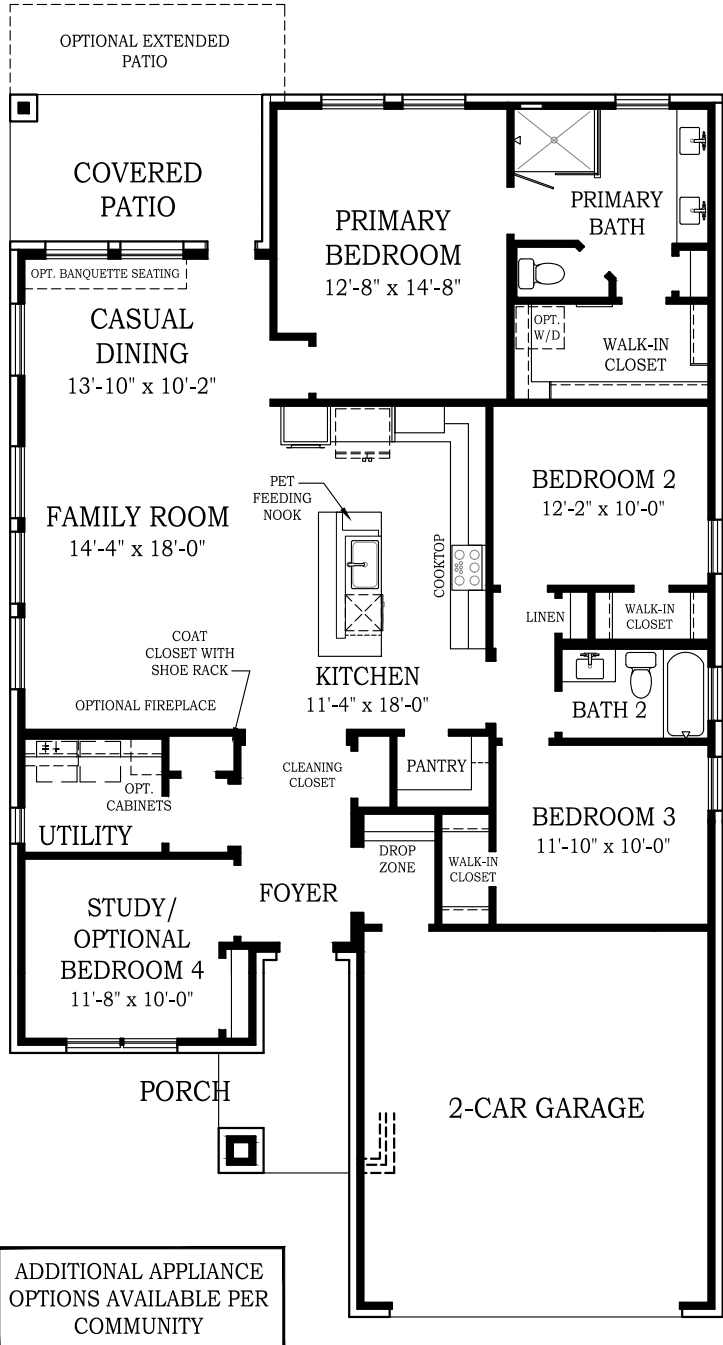 OPTIONAL EXTENDED
PATIO
COVERED
PATIO
PRIMARY
BEDROOM
12'-8" x 14'-8"
PRIMARY
BATH
OPT. BANQUETTE SEATING
CASUAL
DINING
13'-10" x 10'-2"
OPT.
W/D
WALK-IN
CLOSET
PET
FEEDING
NOOK
BEDROOM 2
12'-2" x 10'-0"
FAMILY ROOM
14'-4" x 18'-0"
COOKTOP
LINEN
WALK-IN
CLOSET
COAT
CLOSET WITH
SHOE RACK
KITCHEN
11'-4" x 18'-0"
OPTIONAL FIREPLACE
BATH 2
CLEANING
CLOSET
PANTRY
OPT.
CABINETS
UTILITY
BEDROOM 3
11'-10" x 10'-0"
DROP
ZONE
WALK-IN
CLOSET
FOYER
STUDY/
OPTIONAL
BEDROOM 4
11'-8" x 10'-0"
PORCH
2-CAR GARAGE
ADDITIONAL APPLIANCE
OPTIONS AVAILABLE PER
COMMUNITY